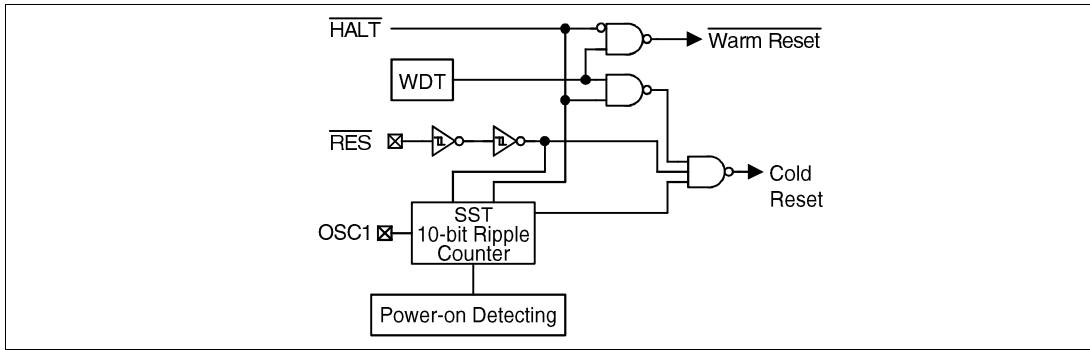 HALT
Warm Reset
WDT
RES
Cold
Reset
SST
OSC1
10-bit Ripple
Counter
Power-on Detecting